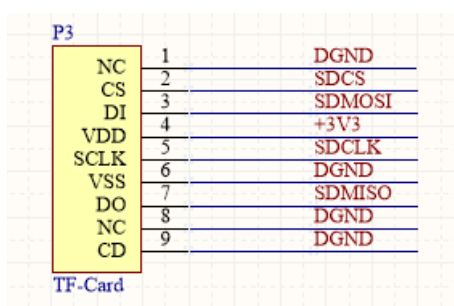 P3
NC 1 DGND
CS 2 SDCS
DI 3 SDMOSI
VDD 4 +3V3
SCLK 5 SDCLK
VSS 6 DGND
DO 7 SDMISO
NC 8 DGND
CD 9 DGND
TF-Card